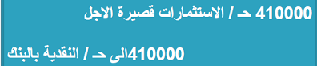 410000 حـ / الاستثمارات قصيرة الاجل
410000الى حـ / النقدية بالبنك